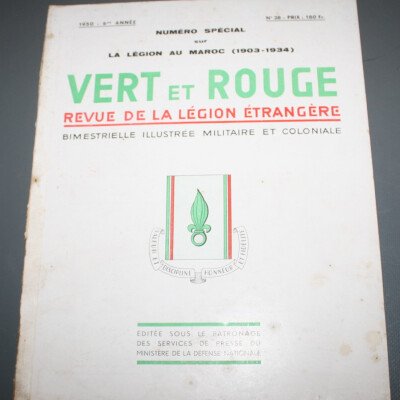 1950 - 6ème ANNÉE
N° 28 - PRIX : 180 Fr.
NUMÉRO SPÉCIAL
sur
LA LÉGION AU MAROC (1903-1934)
VERT ET ROUGE
REVUE DE LA LÉGION ÉTRANGÈRE
BIMESTRIELLE ILLUSTRÉE MILITAIRE ET COLONIALE
VALEUR ET DISCIPLINE HONNEUR ET FIDÉLITÉ
ÉDITÉE SOUS LE PATRONAGE
DES SERVICES DE PRESSE DU
MINISTÈRE DE LA DÉFENSE NATIONALE